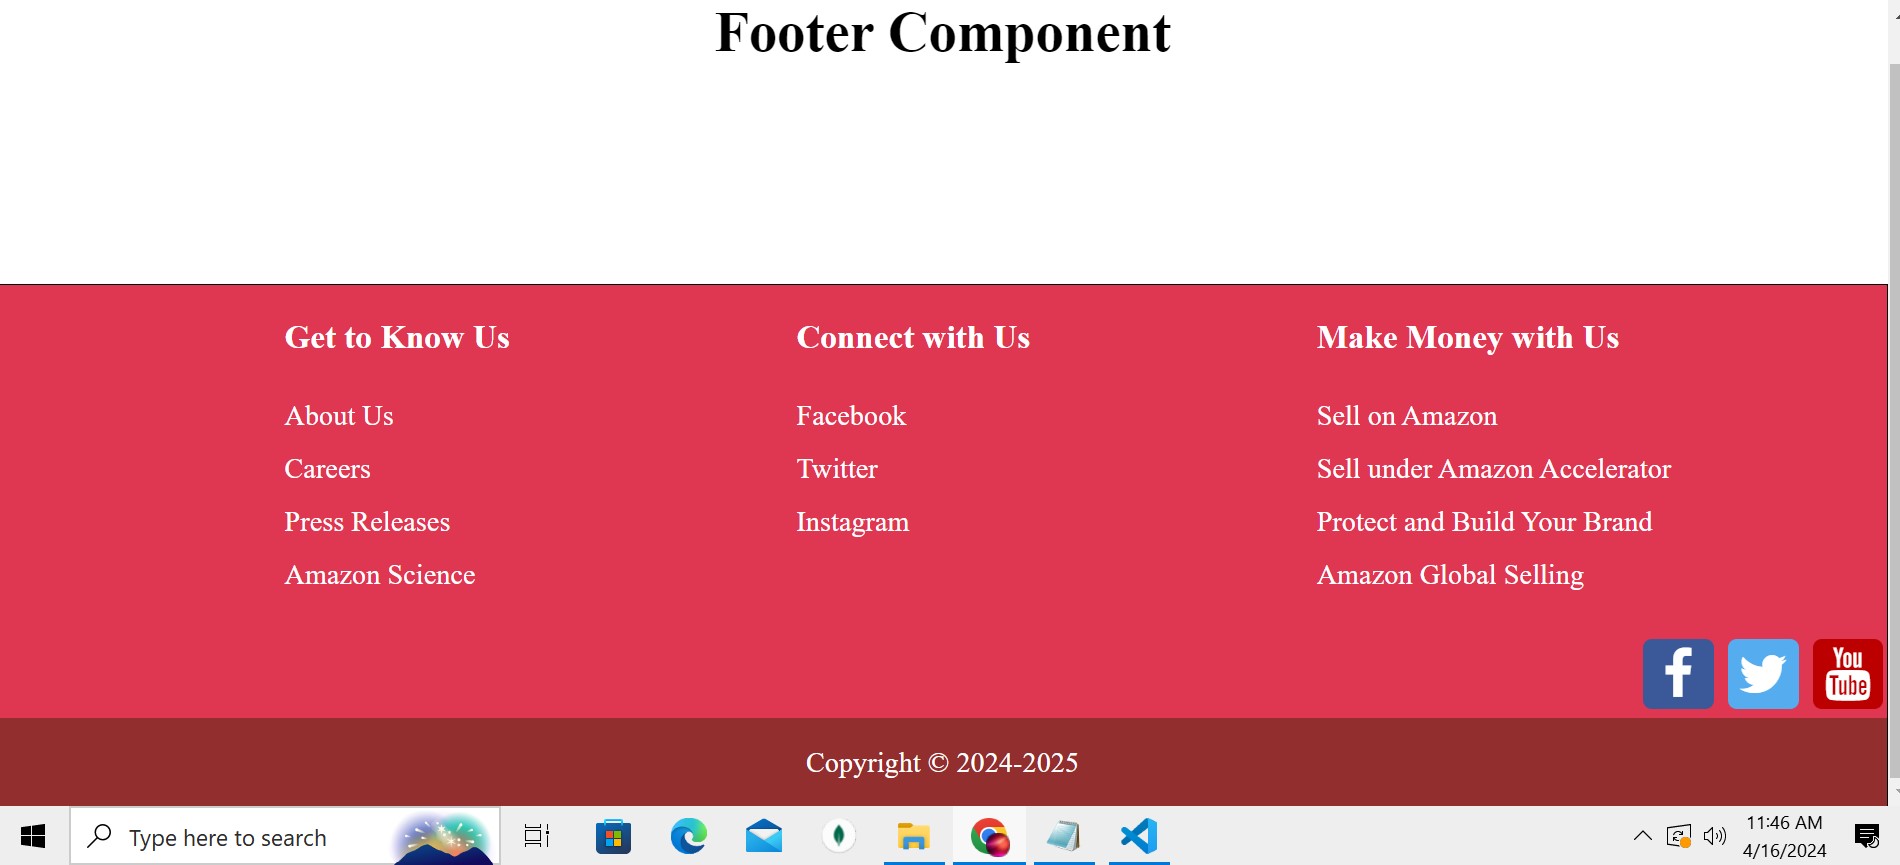 Footer Component
Get to Know Us
About Us
Careers
Press Releases
Amazon Science
Connect with Us
Facebook
Twitter
Instagram
Make Money with Us
Sell on Amazon
Sell under Amazon Accelerator
Protect and Build Your Brand
Amazon Global Selling
f
You
Tube
Copyright © 2024-2025
Type here to search
11:46 AM
4/16/2024